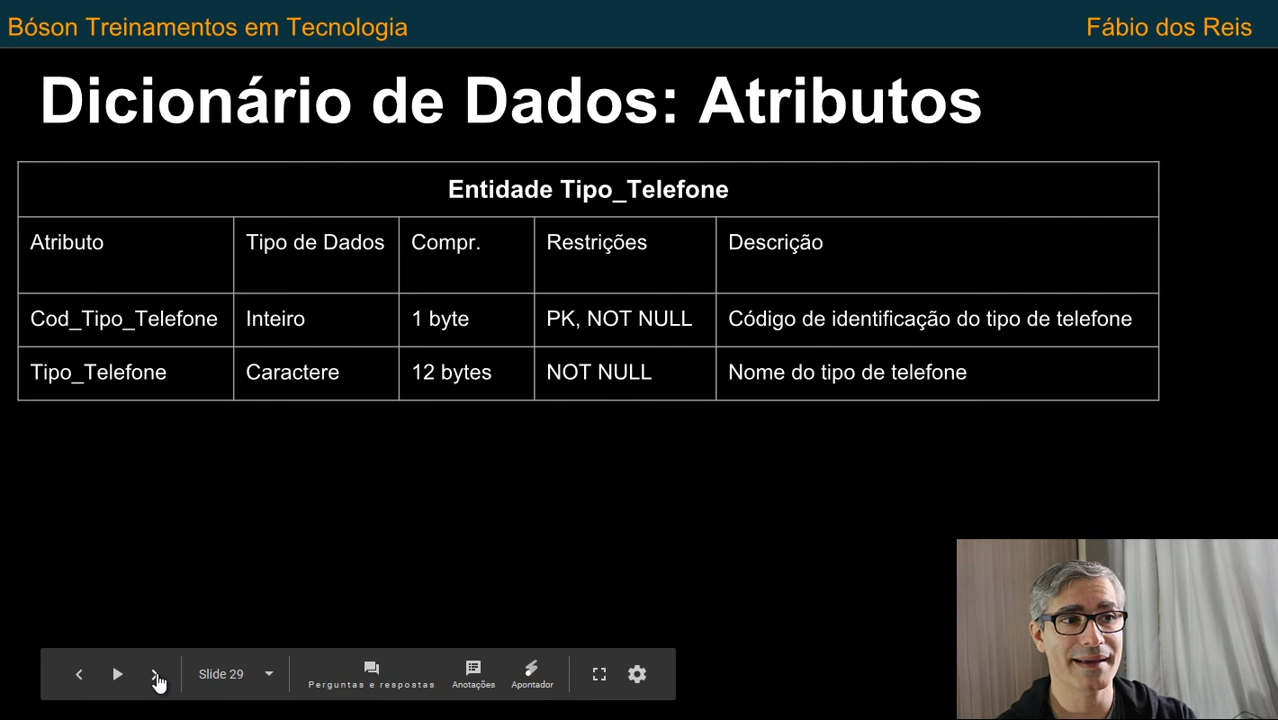 Bóson Treinamentos em Tecnologia
Fábio dos Reis
Dicionário de Dados: Atributos
Entidade Tipo_Telefone
Atributo Tipo de Dados Compr. Restrições Descrição
Cod_Tipo_Telefone Inteiro 1 byte PK, NOT NULL Código de identificação do tipo de telefone
Tipo_Telefone Caractere 12 bytes NOT NULL Nome do tipo de telefone
Slide 29
Perguntas e respostas
Anotações
Apontador